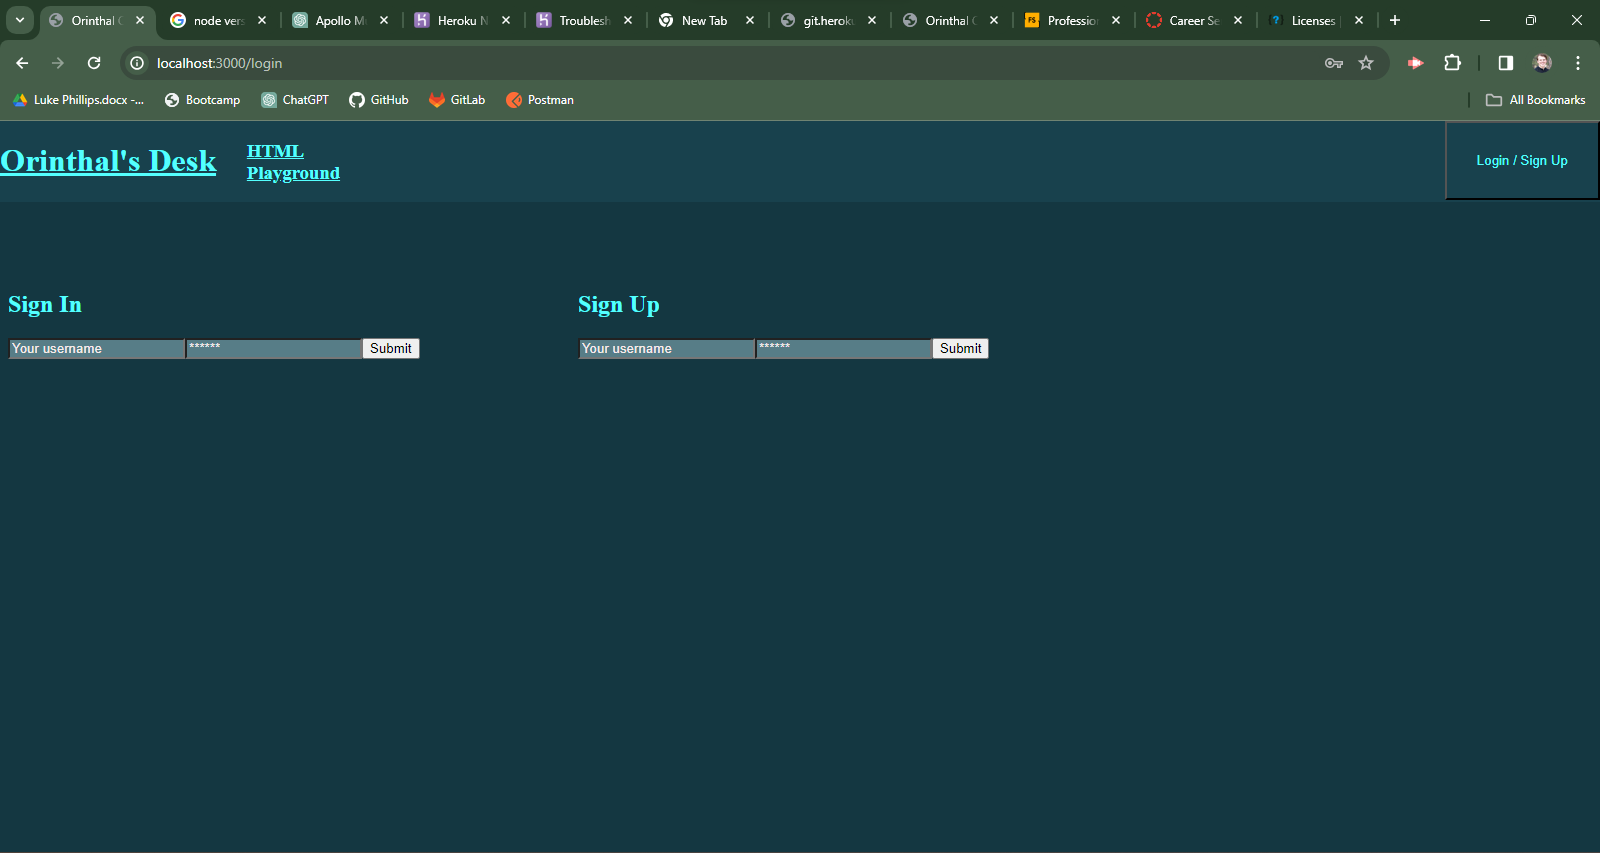 Orinthal C
node vers
Apollo Mu
Heroku N
Troublesh
New Tab
git.heroku
Orinthal C
Profession
Career Se
Licenses
localhost:3000/login
Luke Phillips.docx -...
Bootcamp
ChatGPT
GitHub
GitLab
Postman
All Bookmarks
Orinthal's Desk
HTML
Playground
Login / Sign Up
Sign In
Sign Up
Your username ****** Submit
Your username ****** Submit